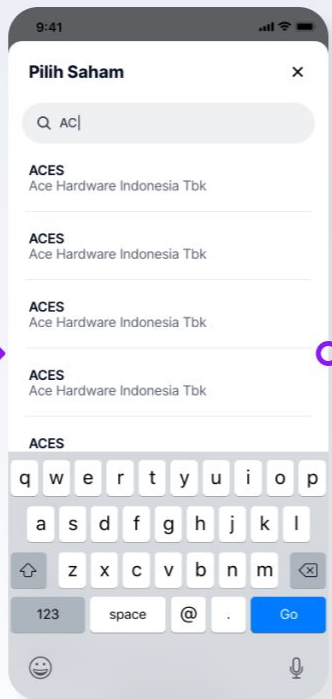 9:41
Pilih Saham
AC
ACES
Ace Hardware Indonesia Tbk
ACES
Ace Hardware Indonesia Tbk
ACES
Ace Hardware Indonesia Tbk
ACES
Ace Hardware Indonesia Tbk
ACES
q w e r t y u i o p
a s d f g h j k l
z x c v b n m
123 space @ . Go